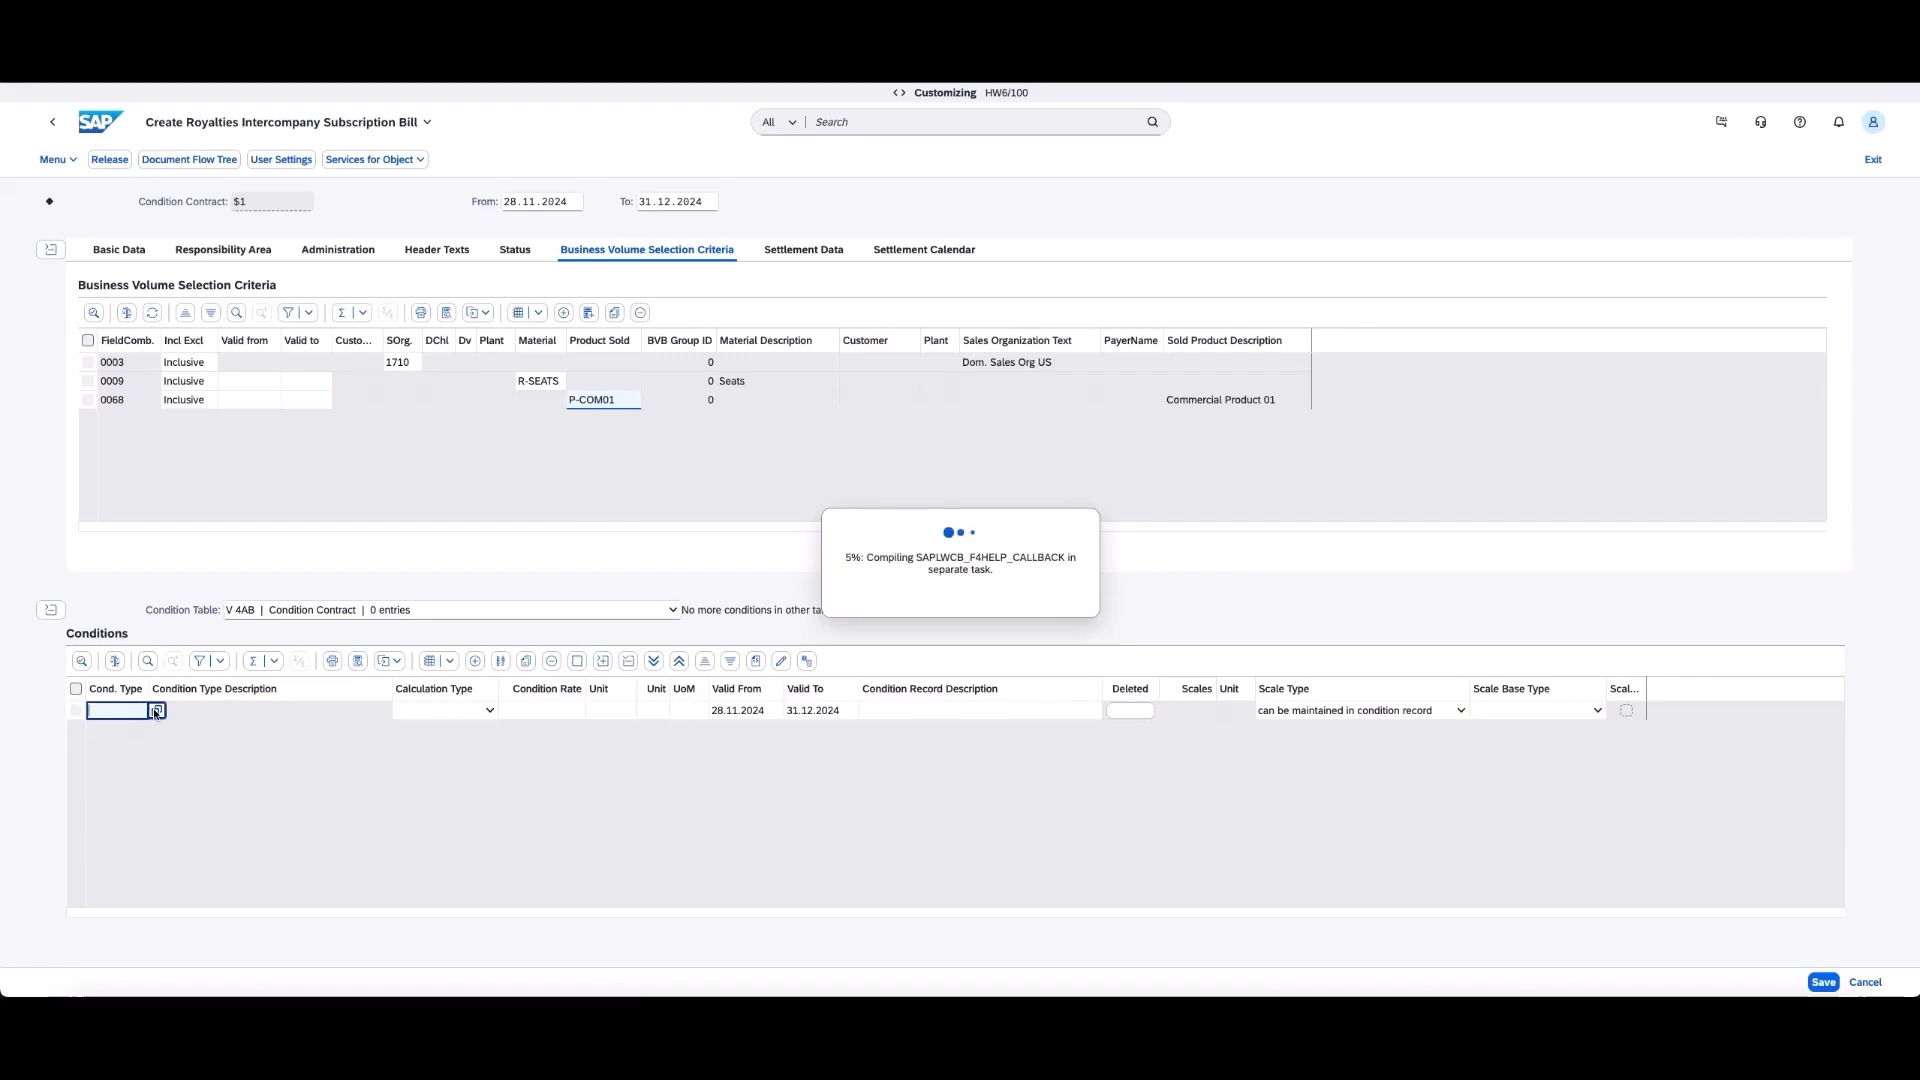 Customizing HW6/100
SAP Create Royalties Intercompany Subscription Bill All Search
Menu Release Document Flow Tree User Settings Services for Object Exit
Condition Contract: $1 From: 28.11.2024 To: 31.12.2024
Basic Data Responsibility Area Administration Header Texts Status Business Volume Selection Criteria Settlement Data Settlement Calendar
Business Volume Selection Criteria
FieldComb. Incl Excl Valid from Valid to Custo... SOrg. DChl Dv Plant Material Product Sold BVB Group ID Material Description Customer Plant Sales Organization Text PayerName Sold Product Description
0003 Inclusive 1710 0 Dom. Sales Org US
0009 Inclusive R-SEATS 0 Seats
0068 Inclusive P-COM01 0 Commercial Product 01
5%: Compiling SAPLWCB_F4HELP_CALLBACK in
separate task.
Condition Table: V 4AB | Condition Contract | 0 entries No more conditions in other ta
Conditions
Cond. Type Condition Type Description Calculation Type Condition Rate Unit Unit UoM Valid From Valid To Condition Record Description Deleted Scales Unit Scale Type Scale Base Type Scal...
28.11.2024 31.12.2024 can be maintained in condition record
Save Cancel